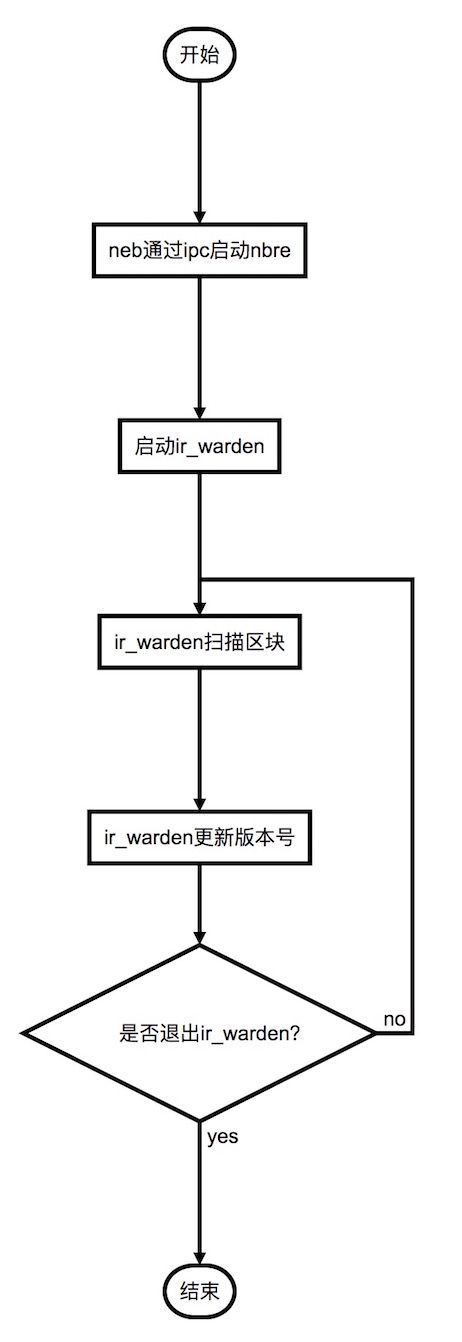 开始
neb通过ipc启动nbre
启动ir_warden
ir_warden扫描区块
ir_warden更新版本号
是否退出ir_warden?
no
yes
结束